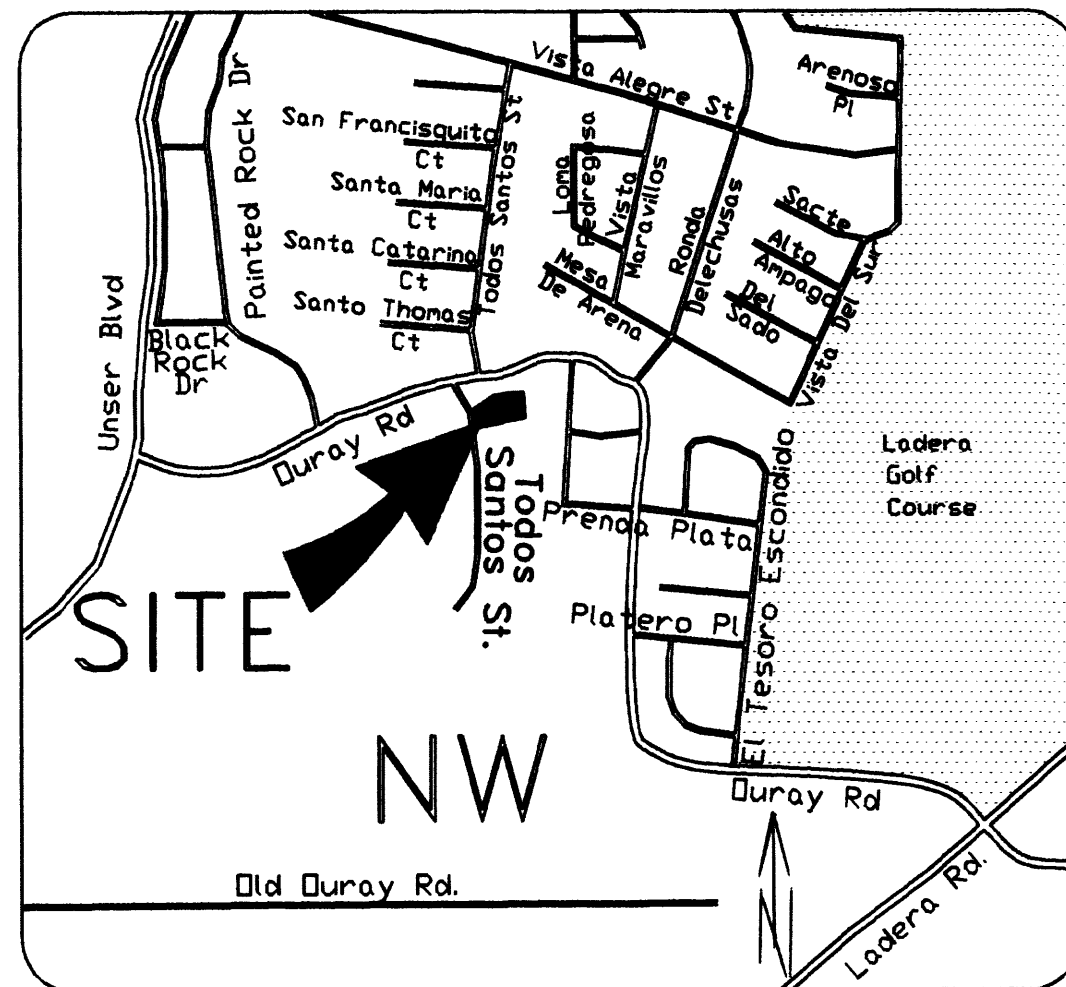 Vista Alegre St
Arenoso
Pl
Painted Rock Dr
San Francisquito
Ct
Todos Santos St
Loma
Pedregosa
Vista
Maravillos
Ronda
Delechusas
Santa Maria
Ct
Sacte
Alto
Ampago
Del
Sado
Vista Del Sur
Santa Catarina
Ct
Mesa
De Arena
Santo Thomas
Ct
Unser Blvd
Black
Rock
Dr
Ouray Rd
Todos
Santos St.
Ladera
Golf
Course
Prenda Plata
El Tesoro Escondido
SITE
Platero Pl
NW
Ouray Rd
Old Ouray Rd.
N
Ladera Rd.